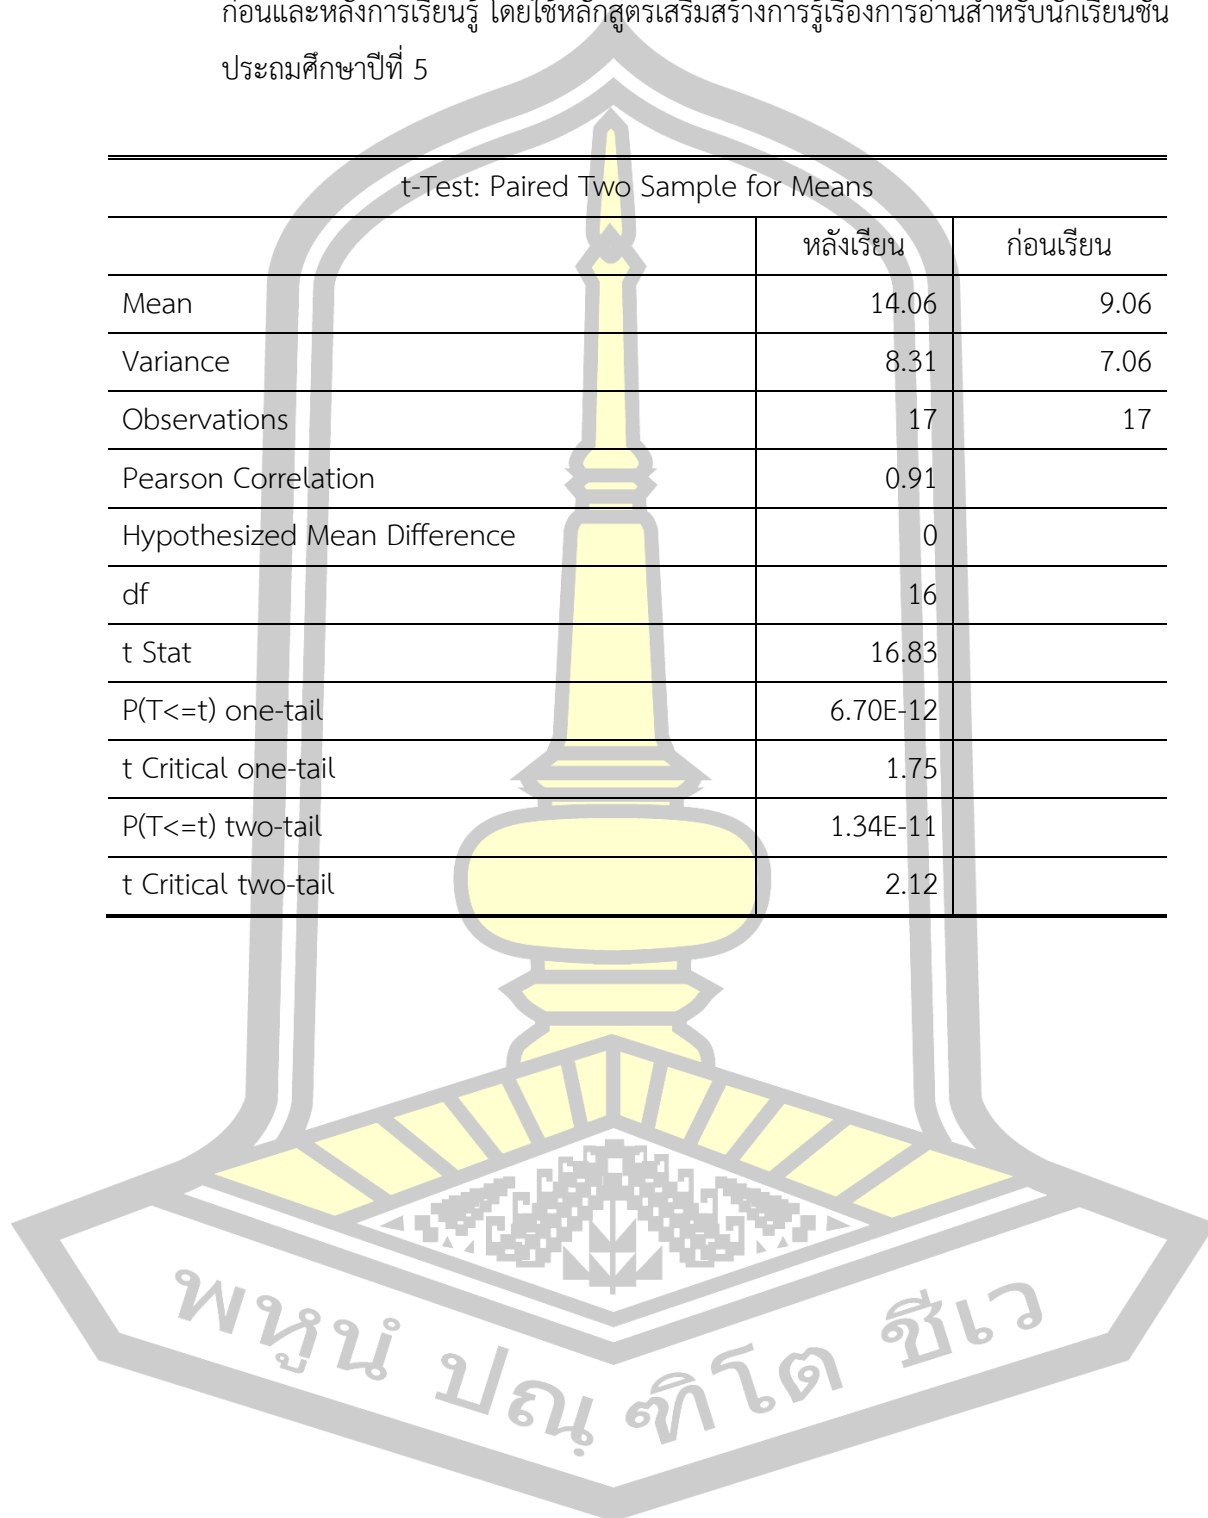 ก่อนและหลังการเรียนรู้ โดยใช้หลักสูตรเสริมสร้างการรู้เรื่องการอ่านสำหรับนักเรียนชั้น
ประถมศึกษาปีที่ 5
t-Test: Paired Two Sample for Means
หลังเรียน ก่อนเรียน
Mean 14.06 9.06
Variance 8.31 7.06
Observations 17 17
Pearson Correlation 0.91
Hypothesized Mean Difference 0
df 16
t Stat 16.83
P(T<=t) one-tail 6.70E-12
t Critical one-tail 1.75
P(T<=t) two-tail 1.34E-11
t Critical two-tail 2.12
พหูนํ ปณฺฑิโต ชีเว